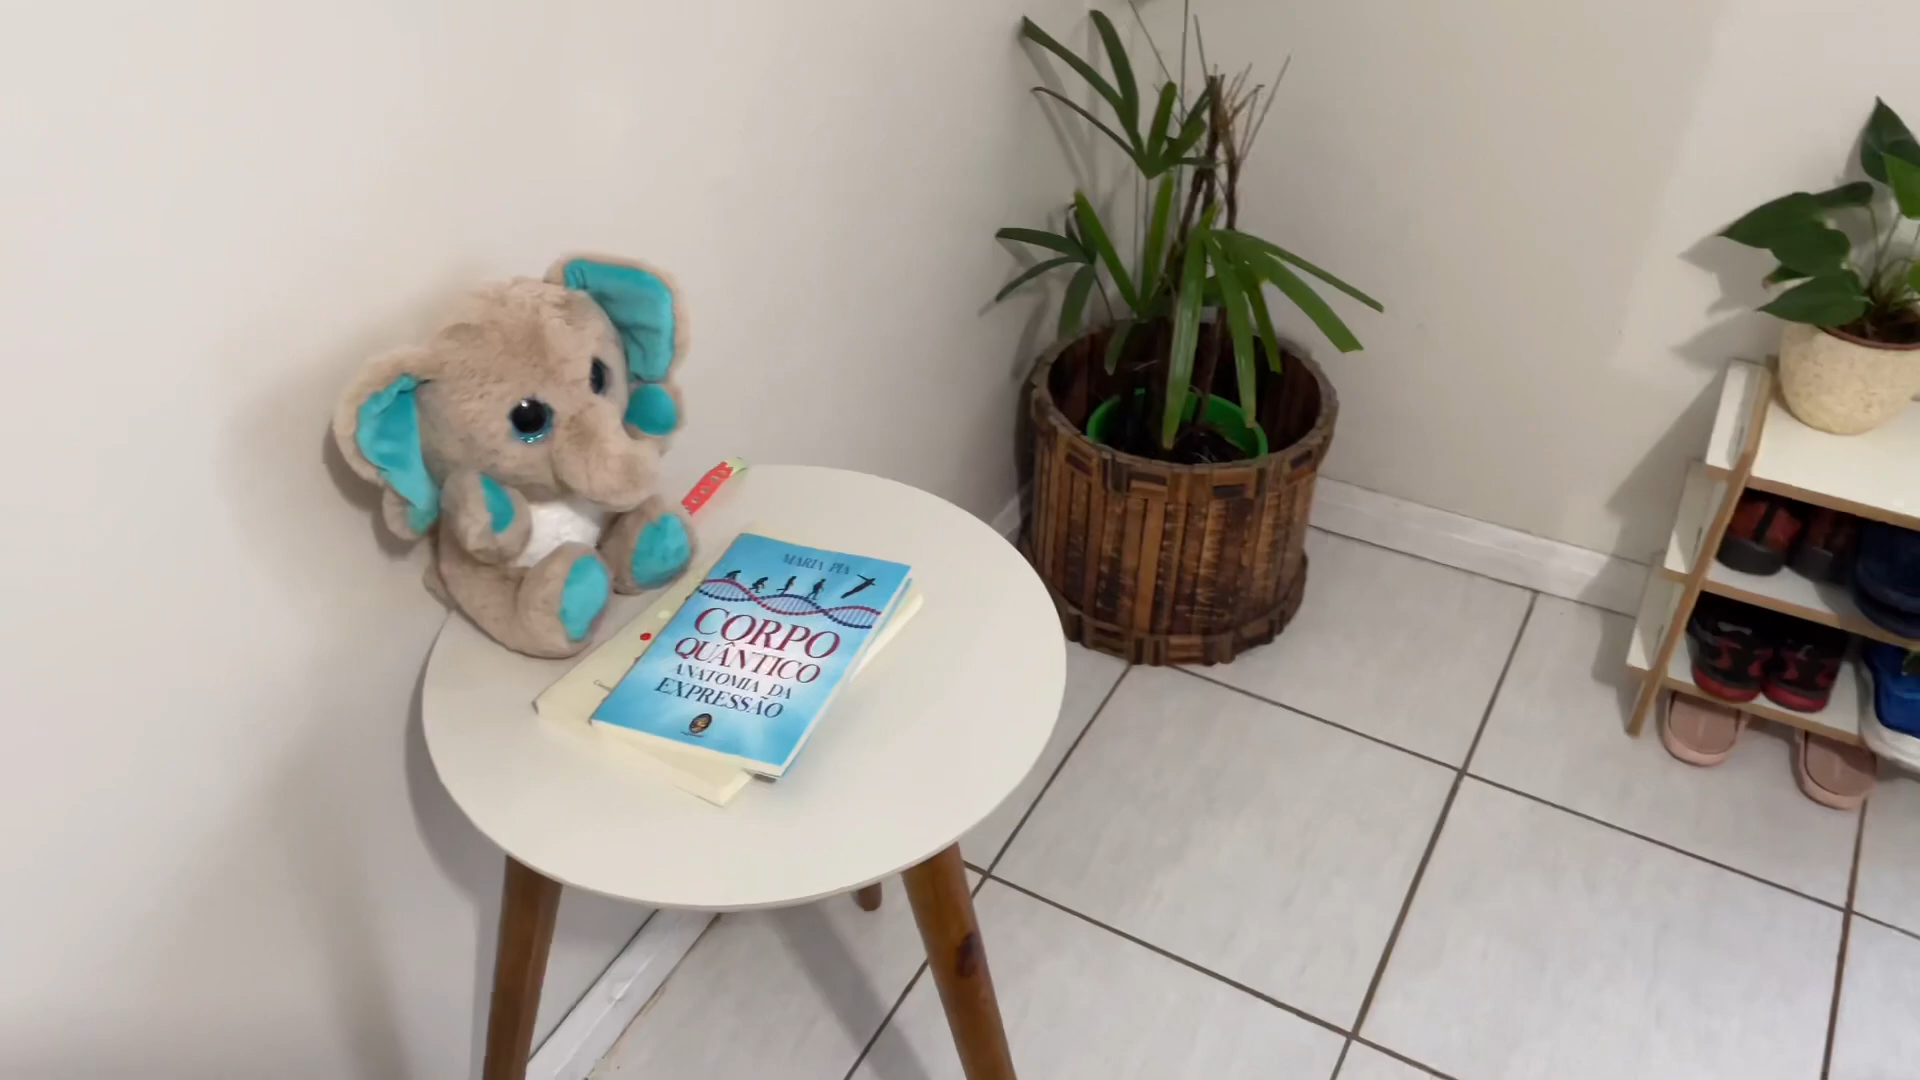 MARIA PIA
CORPO
QUÂNTICO
ANATOMIA DA
EXPRESSÃO